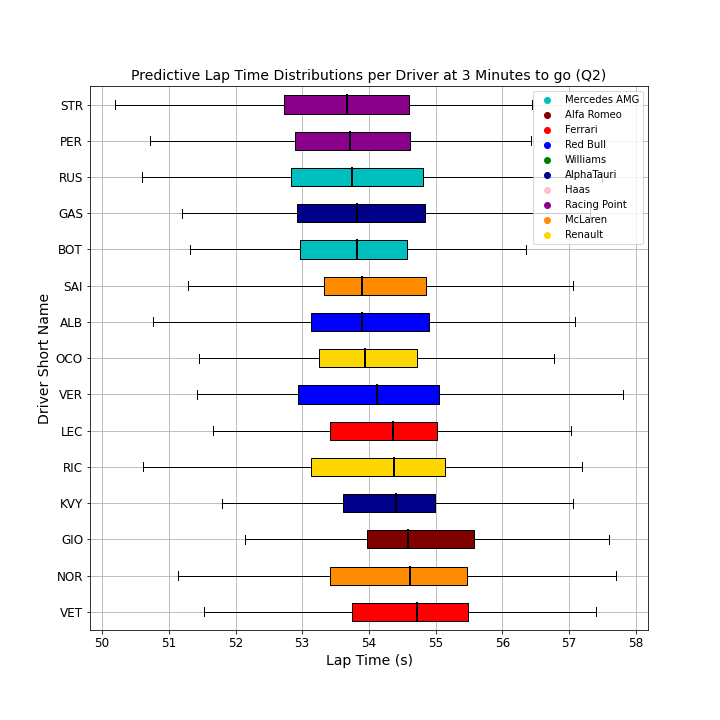 Predictive Lap Time Distributions per Driver at 3 Minutes to go (Q2)
Mercedes AMG
Alfa Romeo
Ferrari
Red Bull
Williams
AlphaTauri
Haas
Racing Point
McLaren
Renault
Driver Short Name
STR
PER
RUS
GAS
BOT
SAI
ALB
OCO
VER
LEC
RIC
KVY
GIO
NOR
VET
50 51 52 53 54 55 56 57 58
Lap Time (s)